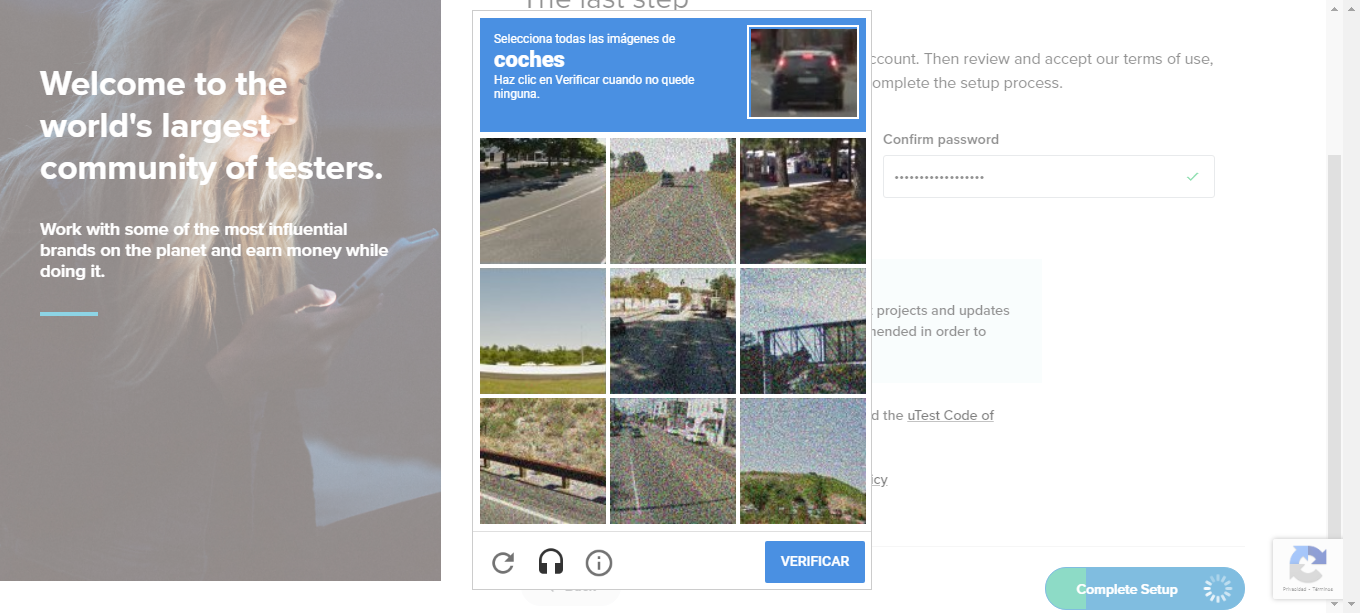 The last step
Welcome to the
world's largest
community of testers.
Work with some of the most influential
brands on the planet and earn money while
doing it.
Selecciona todas las imágenes de
coches
Haz clic en Verificar cuando no quede
ninguna.
VERIFICAR
ccount. Then review and accept our terms of use,
omplete the setup process.
Confirm password
projects and updates
nended in order to
d the uTest Code of
icy
Complete Setup
Privacidad - Términos